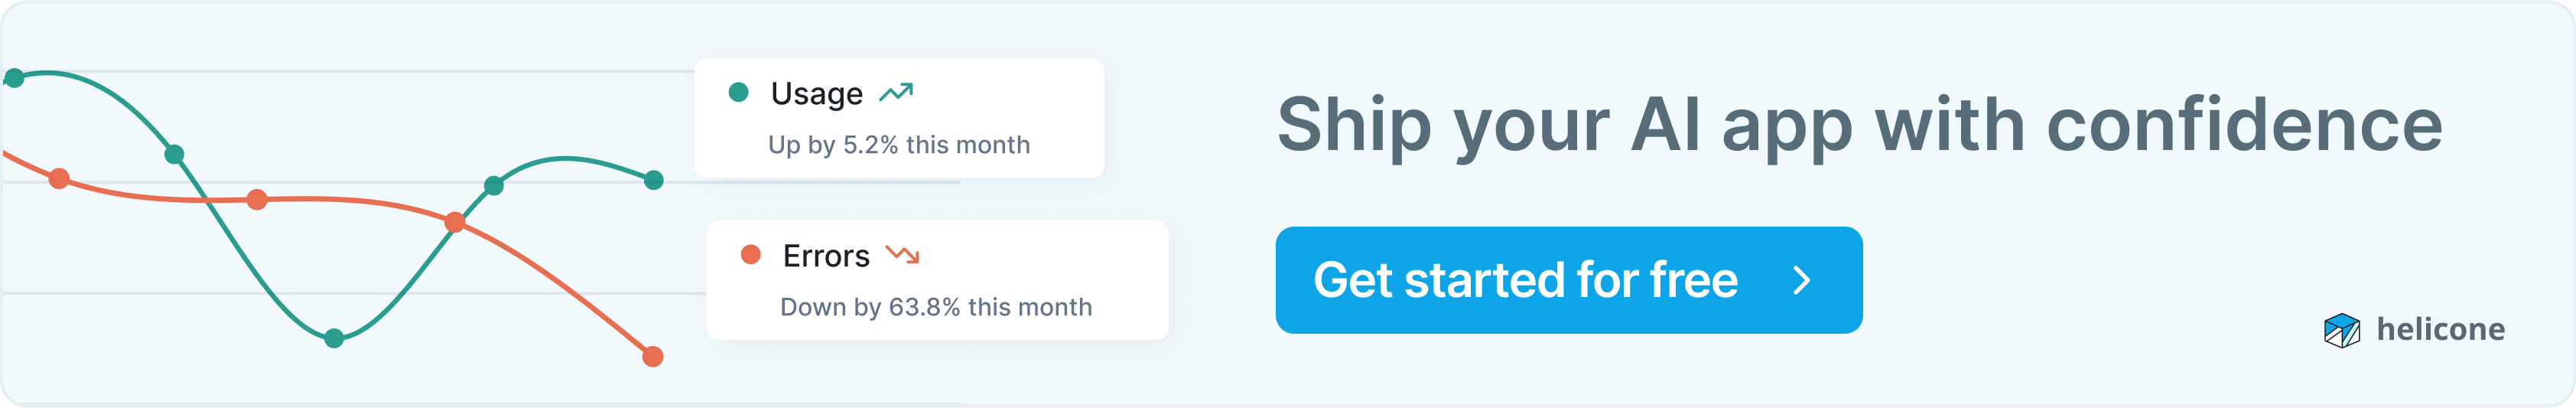 Usage
Up by 5.2% this month
Errors
Down by 63.8% this month
Ship your AI app with confidence
Get started for free
helicone